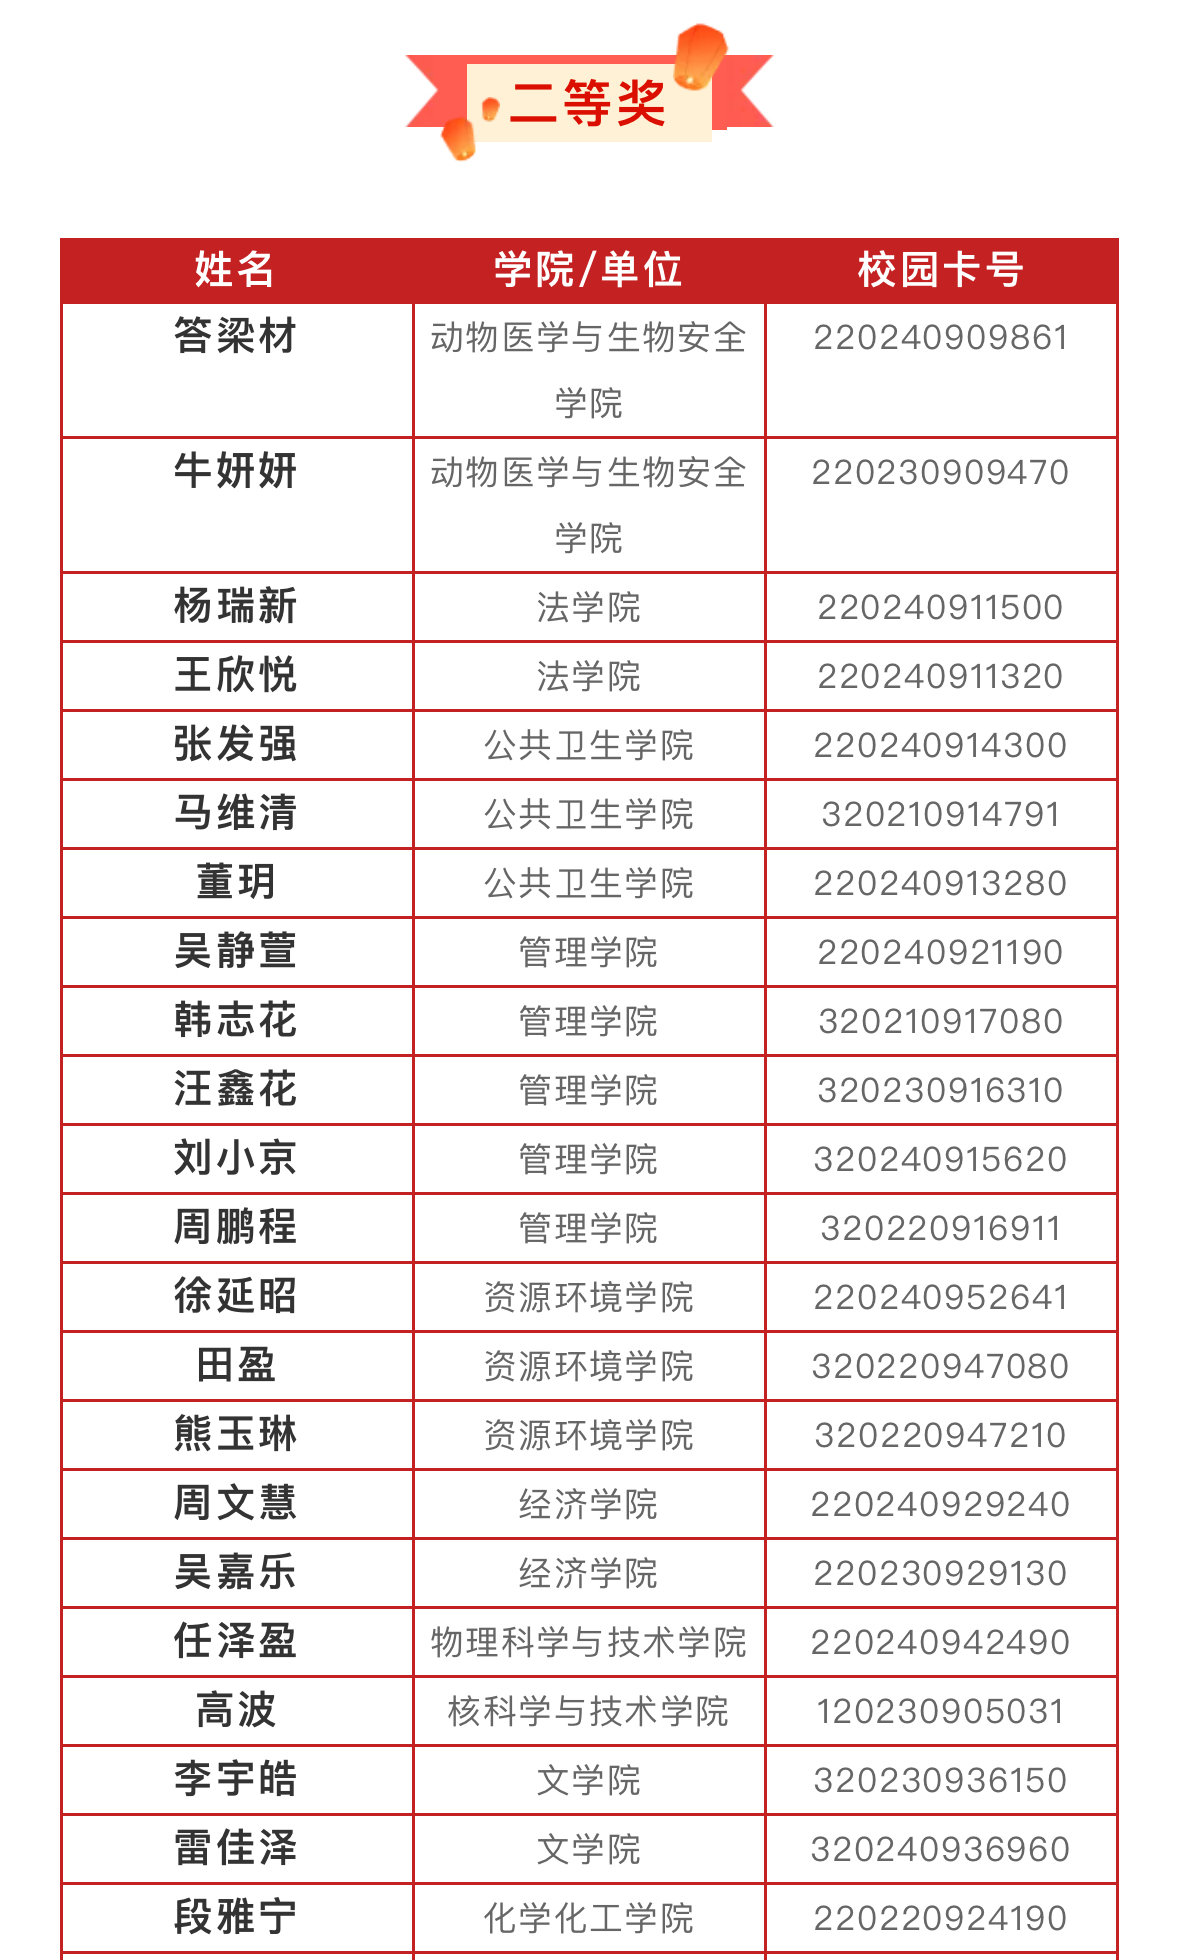 二等奖
姓名 学院/单位 校园卡号
答梁材 动物医学与生物安全 220240909861
学院
牛妍妍 动物医学与生物安全 220230909470
学院
杨瑞新 法学院 220240911500
王欣悦 法学院 220240911320
张发强 公共卫生学院 220240914300
马维清 公共卫生学院 320210914791
董玥 公共卫生学院 220240913280
吴静萱 管理学院 220240921190
韩志花 管理学院 320210917080
汪鑫花 管理学院 320230916310
刘小京 管理学院 320240915620
周鹏程 管理学院 320220916911
徐延昭 资源环境学院 220240952641
田盈 资源环境学院 320220947080
熊玉琳 资源环境学院 320220947210
周文慧 经济学院 220240929240
吴嘉乐 经济学院 220230929130
任泽盈 物理科学与技术学院 220240942490
高波 核科学与技术学院 120230905031
李宇皓 文学院 320230936150
雷佳泽 文学院 320240936960
段雅宁 化学化工学院 220220924190